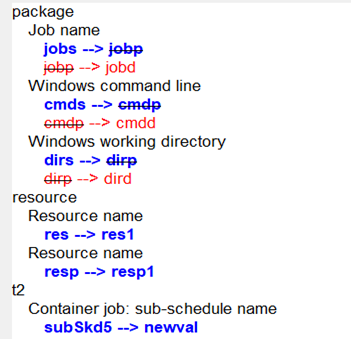 package
Job name
jobs --> jobp
jobp --> jobd
Windows command line
cmds --> cmdp
cmdp --> cmdd
Windows working directory
dirs --> dirp
dirp --> dird
resource
Resource name
res --> res1
Resource name
resp --> resp1
t2
Container job: sub-schedule name
subSkd5 --> newval